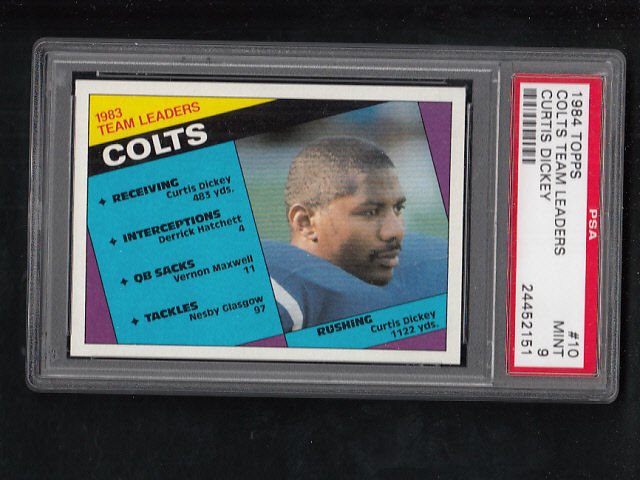 1983
TEAM LEADERS
COLTS
RECEIVING
Curtis Dickey
483 yds.
INTERCEPTIONS
Derrick Hatchett
4
QB SACKS
Vernon Maxwell
11
TACKLES
Nesby Glasgow
97
RUSHING
Curtis Dickey
1122 yds.
PSA
1984 TOPPS #10
COLTS TEAM LEADERS MINT
CURTIS DICKEY 9
24452151